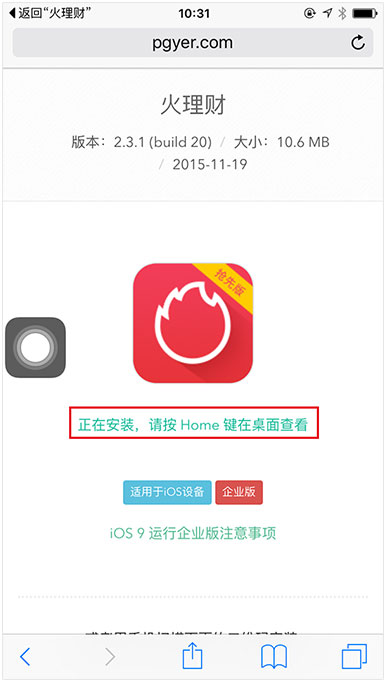 返回“火理财” 10:31
pgyer.com
火理财
版本：2.3.1 (build 20) / 大小：10.6 MB
/ 2015-11-19
抢先版
正在安装，请按 Home 键在桌面查看
适用于iOS设备 企业版
iOS 9 运行企业版注意事项